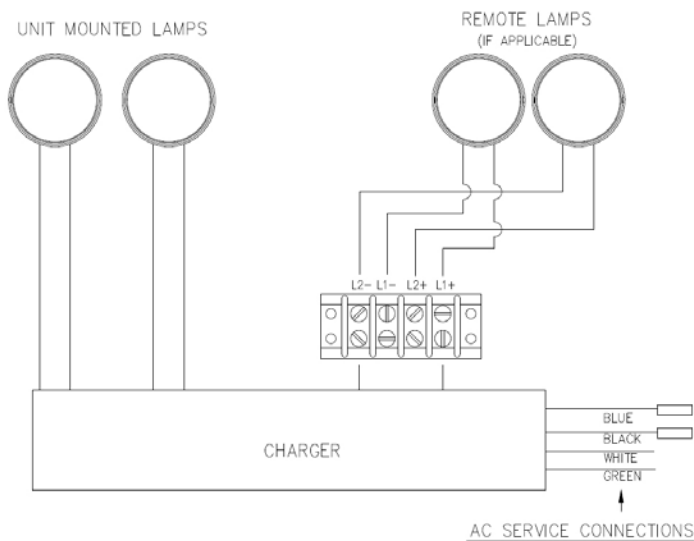 UNIT MOUNTED LAMPS
REMOTE LAMPS
(IF APPLICABLE)
L2- L1- L2+ L1+
CHARGER
BLUE
BLACK
WHITE
GREEN
AC SERVICE CONNECTIONS